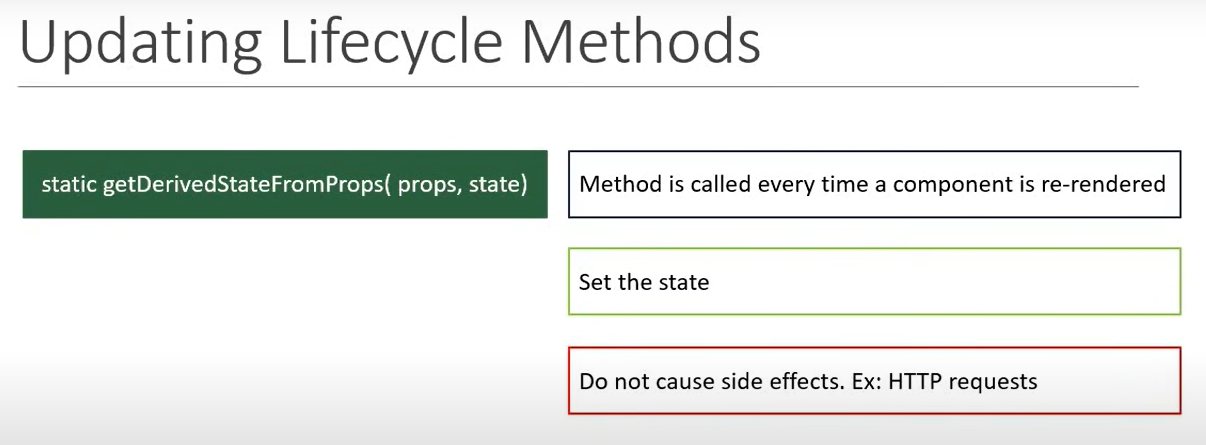 Updating Lifecycle Methods
static getDerivedStateFromProps( props, state)
Method is called every time a component is re-rendered
Set the state
Do not cause side effects. Ex: HTTP requests